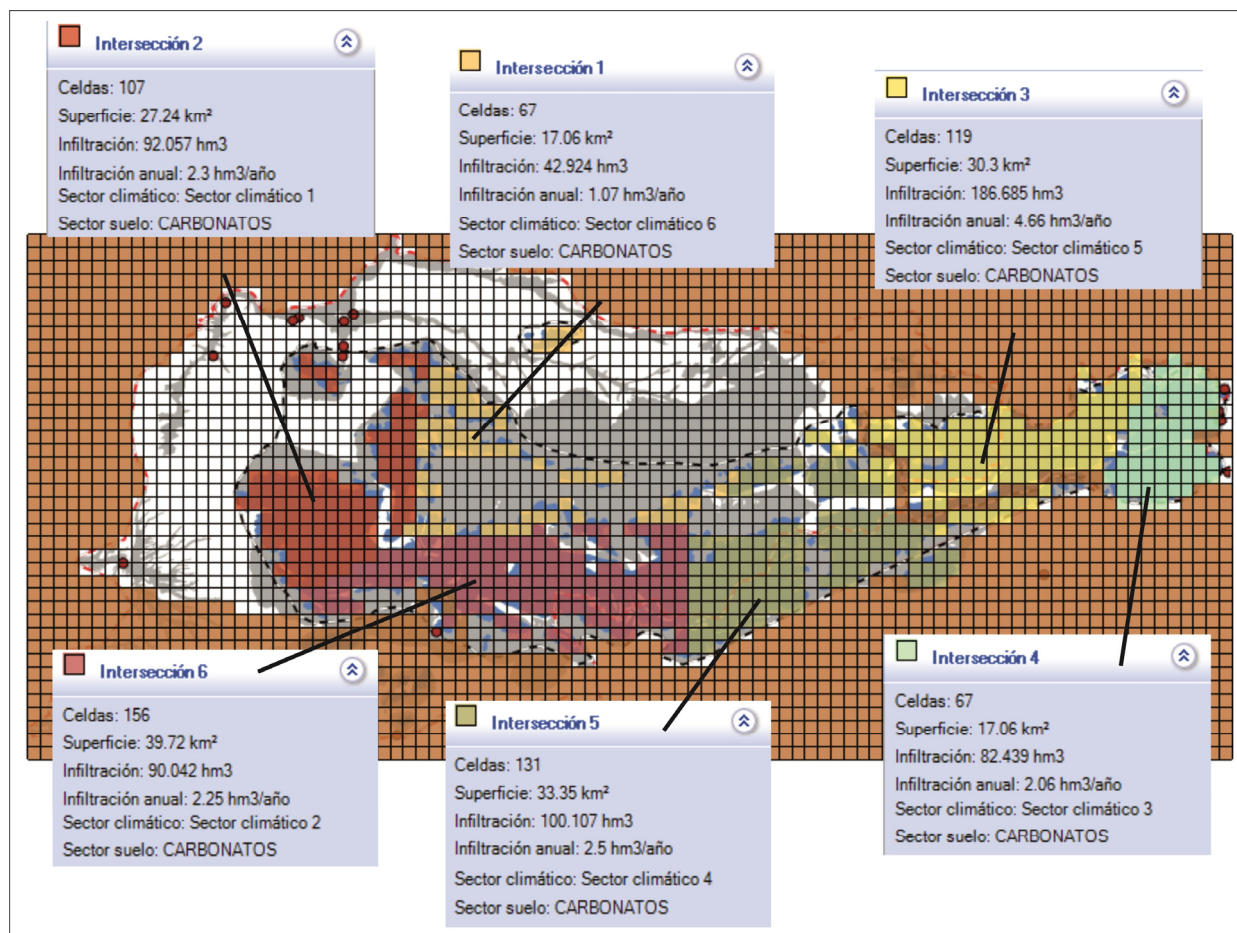 Intersección 2
Celdas: 107
Superficie: 27.24 km²
Infiltración: 92.057 hm3
Infiltración anual: 2.3 hm3/año
Sector climático: Sector climático 1
Sector suelo: CARBONATOS
Intersección 1
Celdas: 67
Superficie: 17.06 km²
Infiltración: 42.924 hm3
Infiltración anual: 1.07 hm3/año
Sector climático: Sector climático 6
Sector suelo: CARBONATOS
Intersección 3
Celdas: 119
Superficie: 30.3 km²
Infiltración: 186.685 hm3
Infiltración anual: 4.66 hm3/año
Sector climático: Sector climático 5
Sector suelo: CARBONATOS
Intersección 6
Celdas: 156
Superficie: 39.72 km²
Infiltración: 90.042 hm3
Infiltración anual: 2.25 hm3/año
Sector climático: Sector climático 2
Sector suelo: CARBONATOS
Intersección 5
Celdas: 131
Superficie: 33.35 km²
Infiltración: 100.107 hm3
Infiltración anual: 2.5 hm3/año
Sector climático: Sector climático 4
Sector suelo: CARBONATOS
Intersección 4
Celdas: 67
Superficie: 17.06 km²
Infiltración: 82.439 hm3
Infiltración anual: 2.06 hm3/año
Sector climático: Sector climático 3
Sector suelo: CARBONATOS